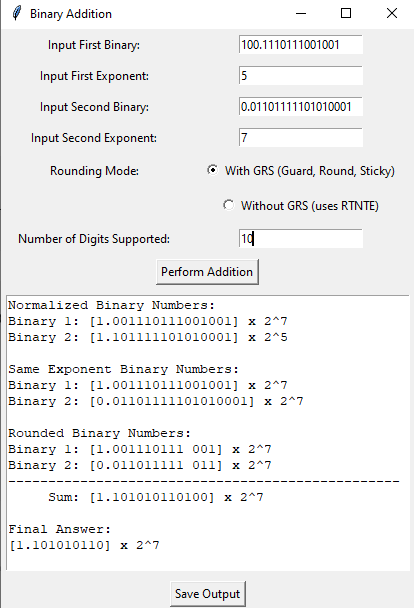 Binary Addition
Input First Binary: 100.1110111001001
Input First Exponent: 5
Input Second Binary: 0.01101111101010001
Input Second Exponent: 7
Rounding Mode: With GRS (Guard, Round, Sticky)
Without GRS (uses RTNTE)
Number of Digits Supported: 10
Perform Addition
Normalized Binary Numbers:
Binary 1: [1.001110111001001] x 2^7
Binary 2: [1.101111101010001] x 2^5
Same Exponent Binary Numbers:
Binary 1: [1.001110111001001] x 2^7
Binary 2: [0.01101111101010001] x 2^7
Rounded Binary Numbers:
Binary 1: [1.001110111 001] x 2^7
Binary 2: [0.011011111 011] x 2^7
----------------------------------------------------
Sum: [1.101010110100] x 2^7
Final Answer:
[1.101010110] x 2^7
Save Output